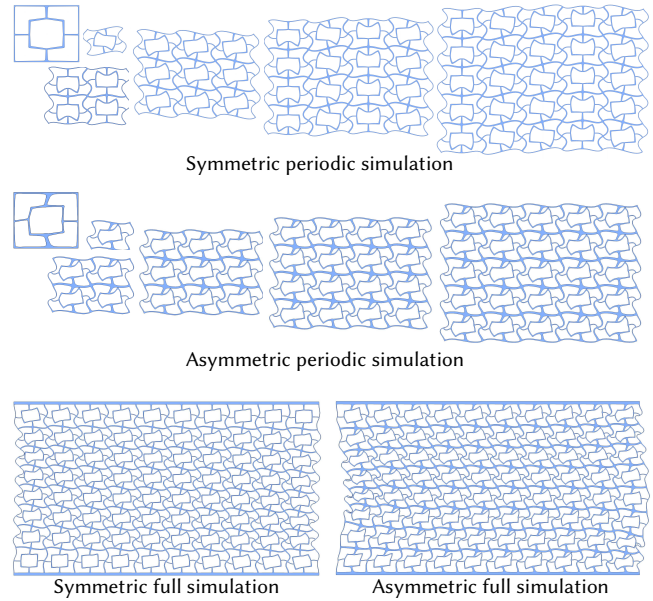 Symmetric periodic simulation
Asymmetric periodic simulation
Symmetric full simulation
Asymmetric full simulation